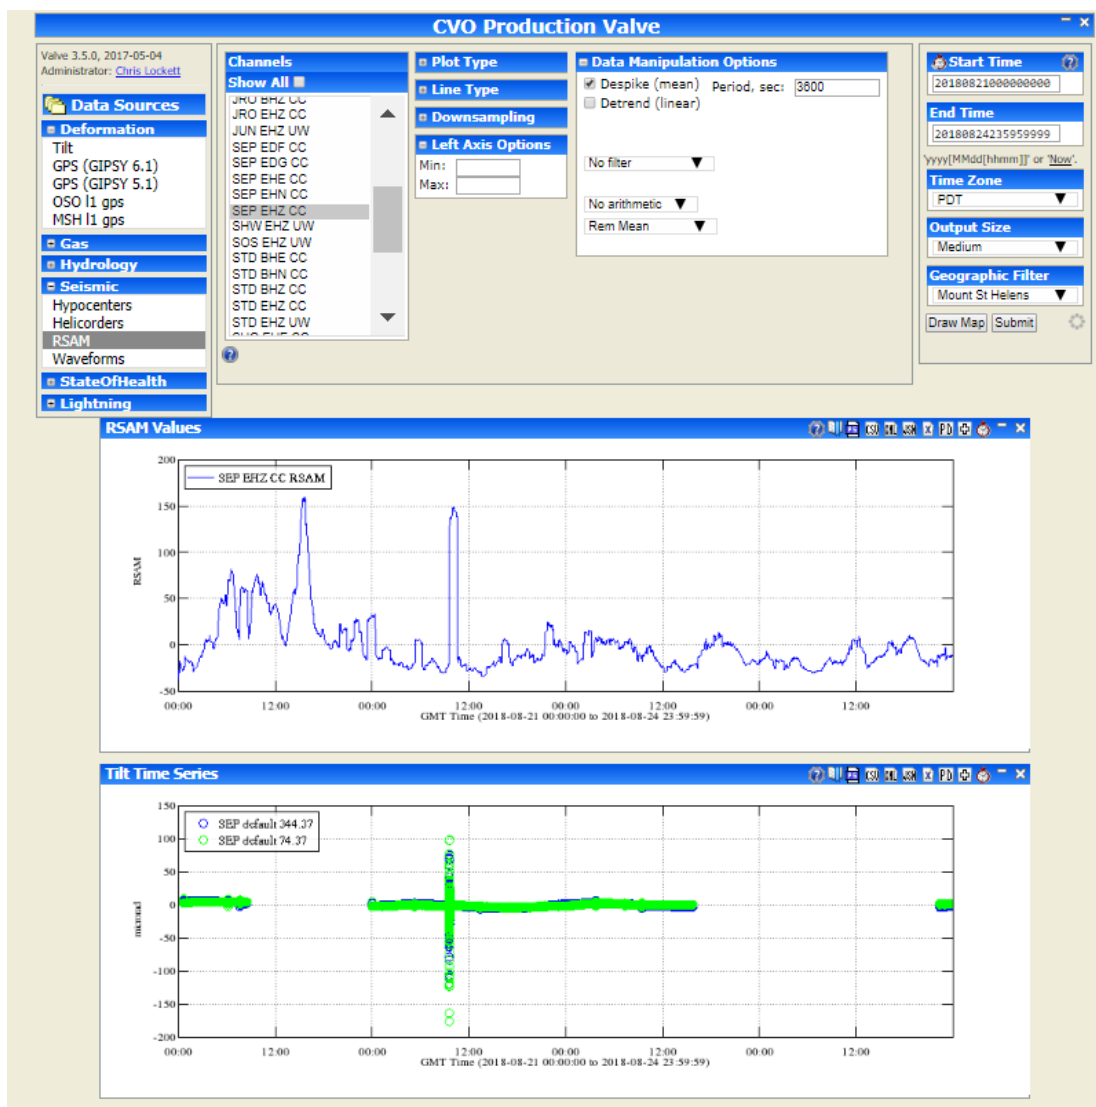 CVO Production Valve
Valve 3.5.0, 2017-05-04
Administrator: Chris Lockett
Data Sources
Deformation
Tilt
GPS (GIPSY 6.1)
GPS (GIPSY 5.1)
OSO l1 gps
MSH l1 gps
Gas
Hydrology
Seismic
Hypocenters
Helicorders
RSAM
Waveforms
StateOfHealth
Lightning
Channels
Show All
JRO BHZ CC
JRO EHZ CC
JUN EHZ UW
SEP EDF CC
SEP EDG CC
SEP EHE CC
SEP EHN CC
SEP EHZ CC
SHW EHZ UW
SOS EHZ UW
STD BHE CC
STD BHN CC
STD BHZ CC
STD EHZ CC
STD EHZ UW
Plot Type
Line Type
Downsampling
Left Axis Options
Min:
Max:
Data Manipulation Options
Despike (mean) Period, sec: 3600
Detrend (linear)
No filter
No arithmetic
Rem Mean
Start Time
20180821000000000
End Time
20180824235959999
'yyyy[MMdd[hhmm]]' or 'Now'.
Time Zone
PDT
Output Size
Medium
Geographic Filter
Mount St Helens
Draw Map Submit
RSAM Values
CSV XML JSN X PD
200
150
100
50
0
-50
RSAM
SEP EHZ CC RSAM
00:00 12:00 00:00 12:00 00:00 12:00 00:00 12:00
GMT Time (2018-08-21 00:00:00 to 2018-08-24 23:59:59)
Tilt Time Series
CSV XML JSN X PD
150
100
50
0
-50
-100
-150
-200
microrad
SEP default 344.37
SEP default 74.37
00:00 12:00 00:00 12:00 00:00 12:00 00:00 12:00
GMT Time (2018-08-21 00:00:00 to 2018-08-24 23:59:59)